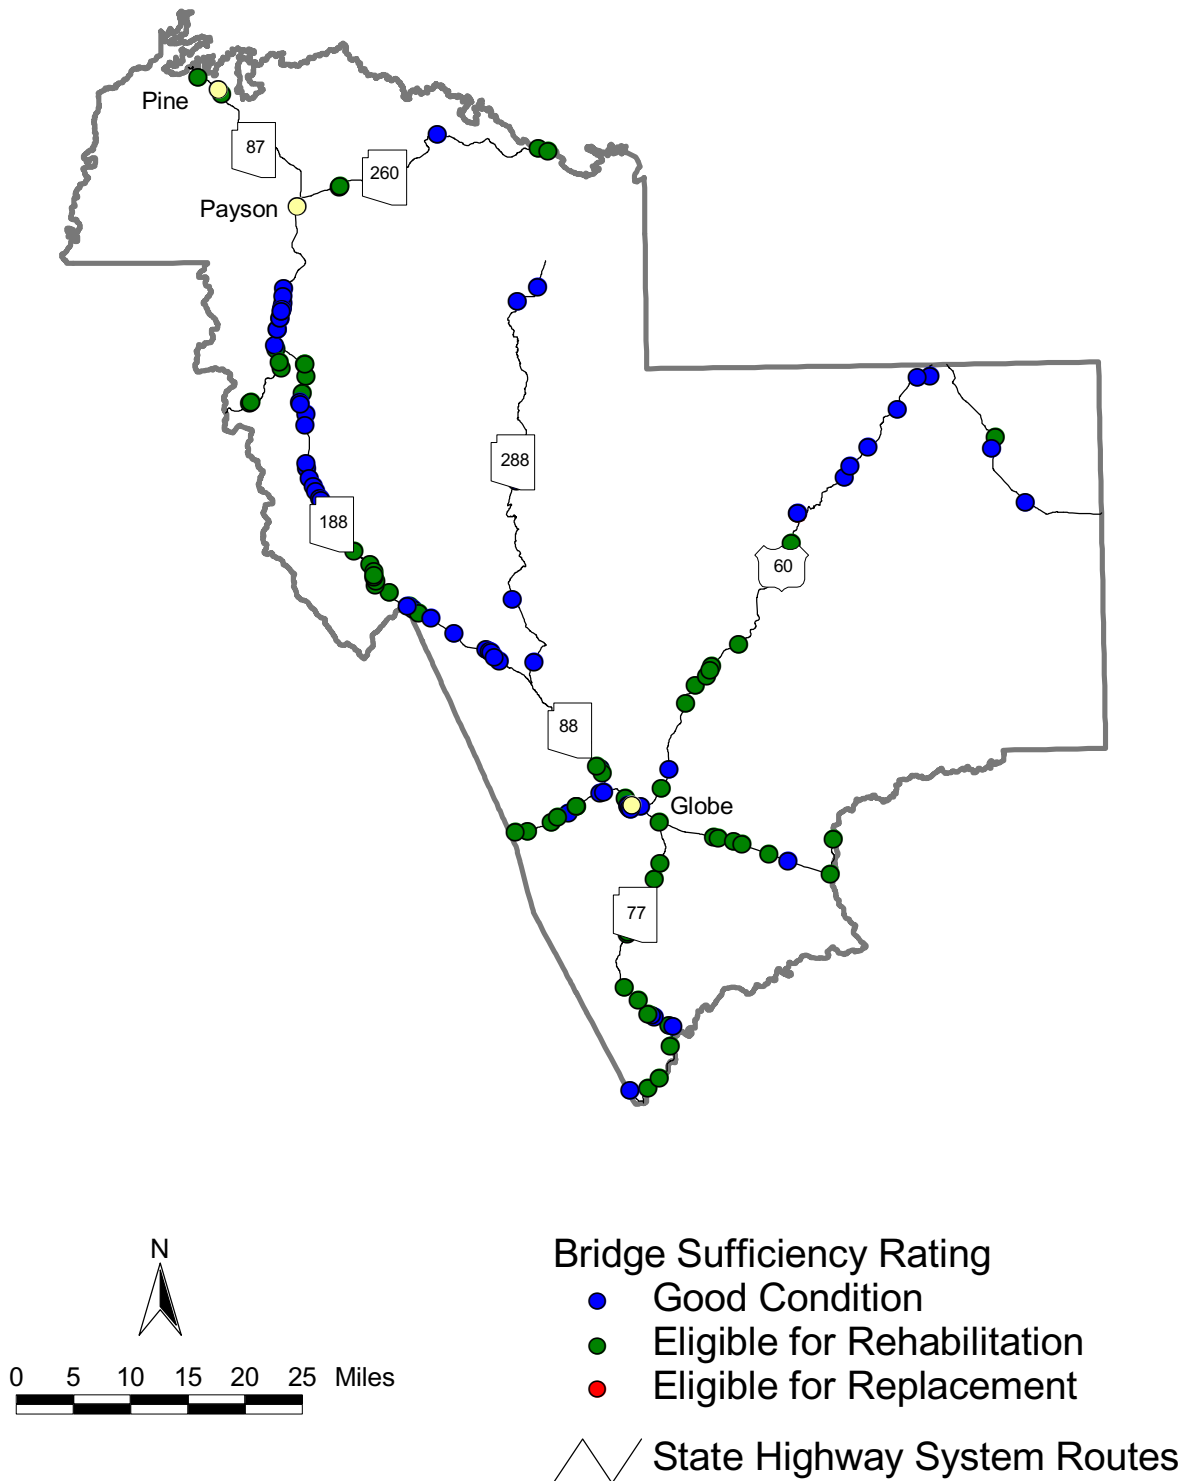 Pine
87
260
Payson
288
188
60
88
Globe
77
N
0 5 10 15 20 25 Miles
Bridge Sufficiency Rating
Good Condition
Eligible for Rehabilitation
Eligible for Replacement
State Highway System Routes